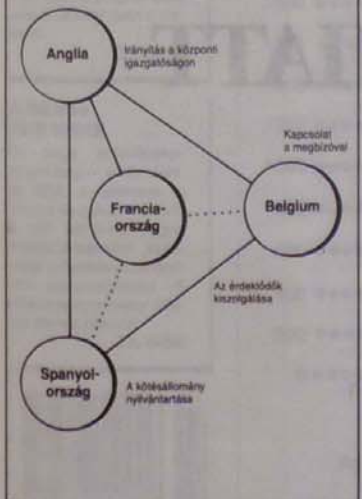 Anglia
Irányítás a központi
igazgatóságon
Kapcsolat
a megbízóval
Francia-
ország
Belgium
Az érdeklődők
kiszolgálása
Spanyol-
ország
A kötésállomány
nyilvántartása